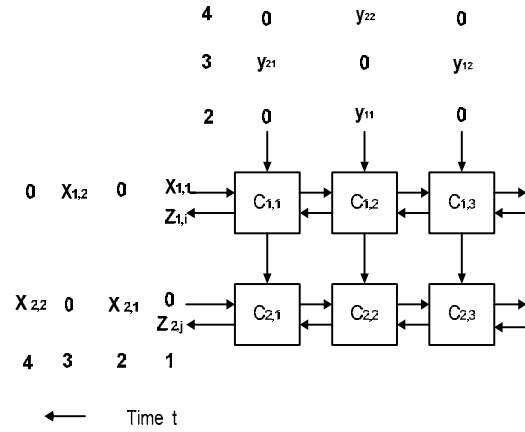 4 0 y22 0
3 y21 0 y12
2 0 y11 0
0 X1,2 0 X1,1
C1,1 C1,2 C1,3
Z1,i
X2,2 0 X2,1 0
C2,1 C2,2 C2,3
Z2,j
4 3 2 1
Time t